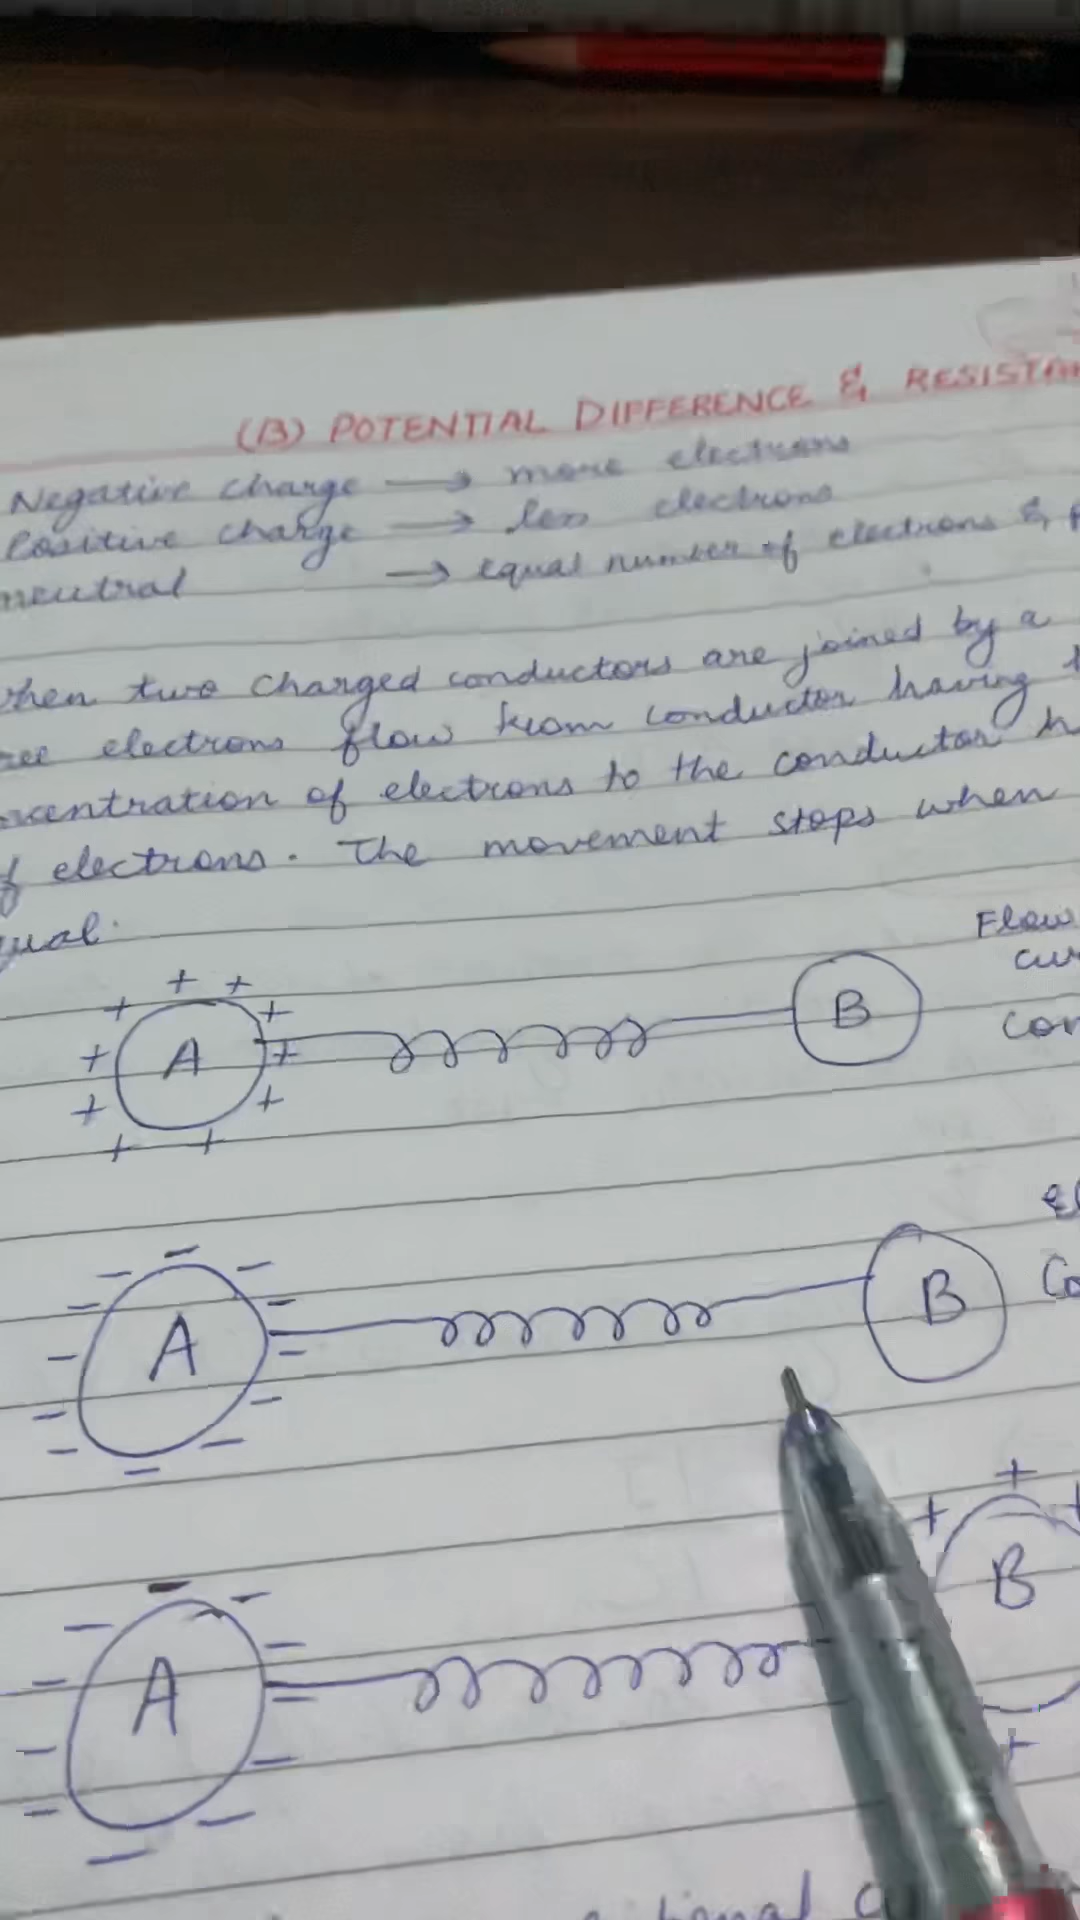 (B) POTENTIAL DIFFERENCE & 
Negative charge → more electrons
Positive charge → less electrons
neutral → equal number of electrons &
when two charged conductors are joined by a
electrons flow from conductor having
of electrons to the conductor
of electrons. The movement stops when
+ + + + + + + + + +
A
B
Flow
A
B
A
B